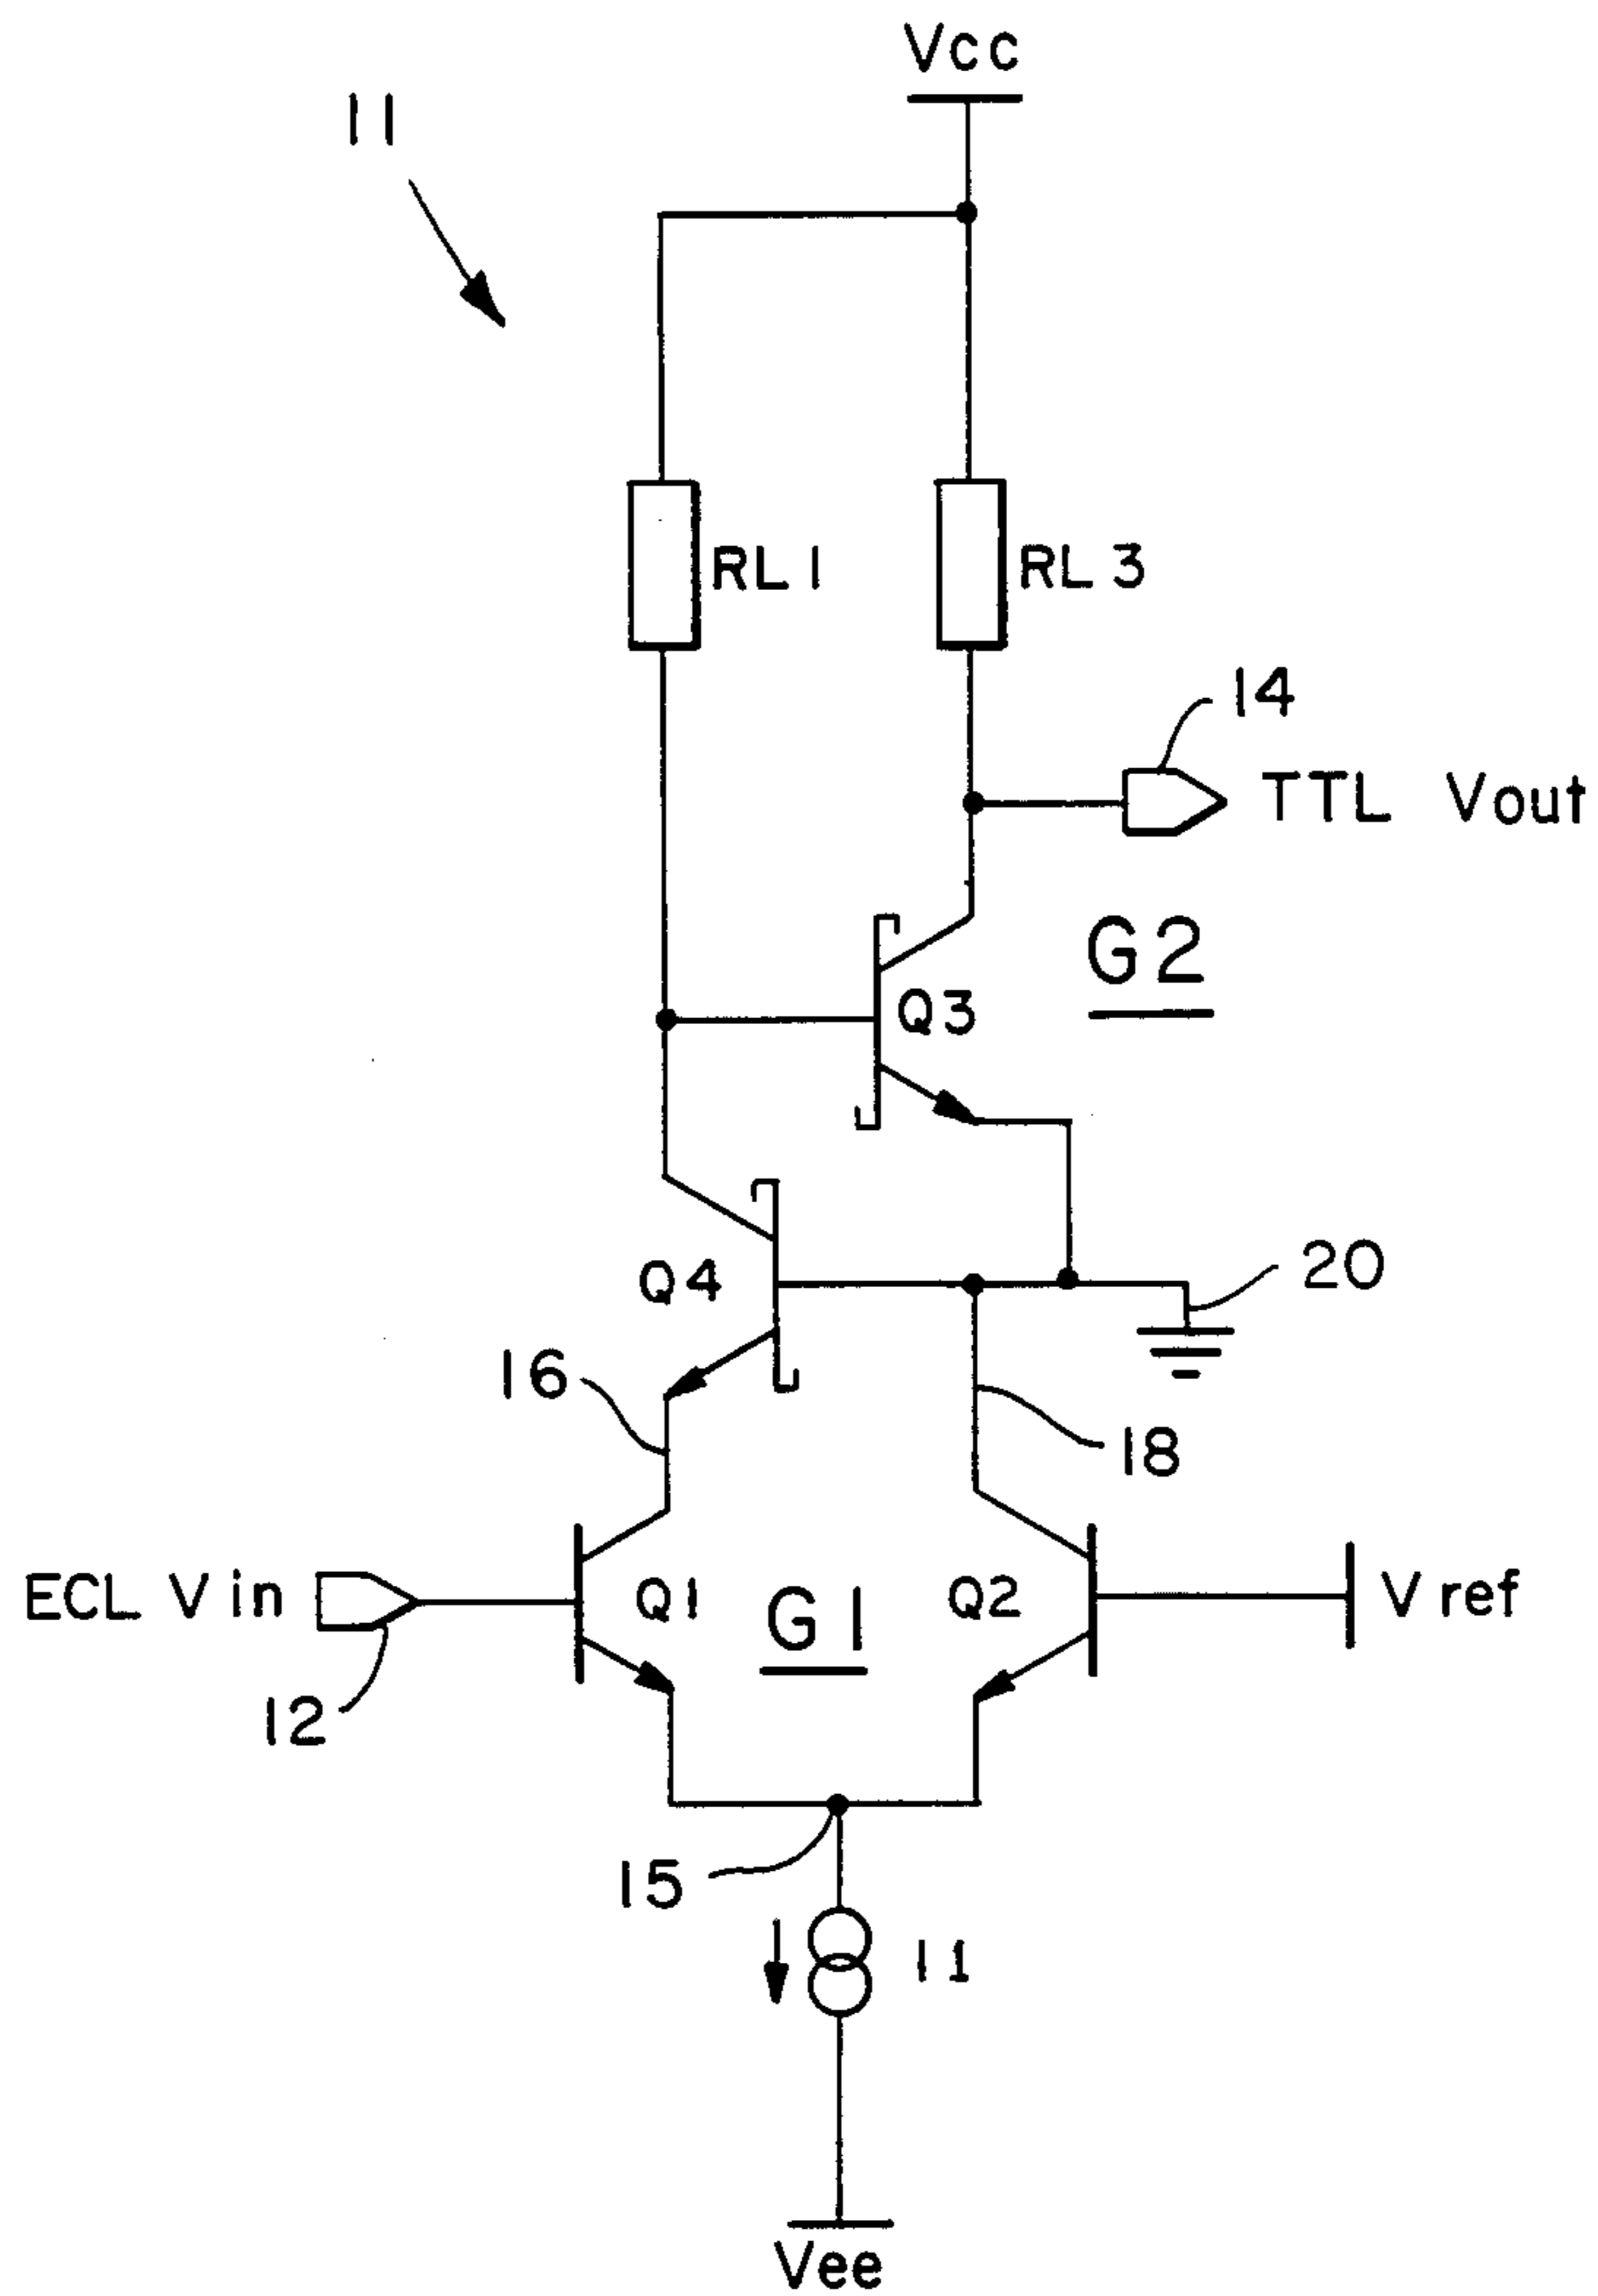 Vcc
11
RL1
RL3
14
TTL Vout
G2
Q3
Q4
20
16
18
ECL Vin
Q1
G1
Q2
Vref
12
15
I1
Vee